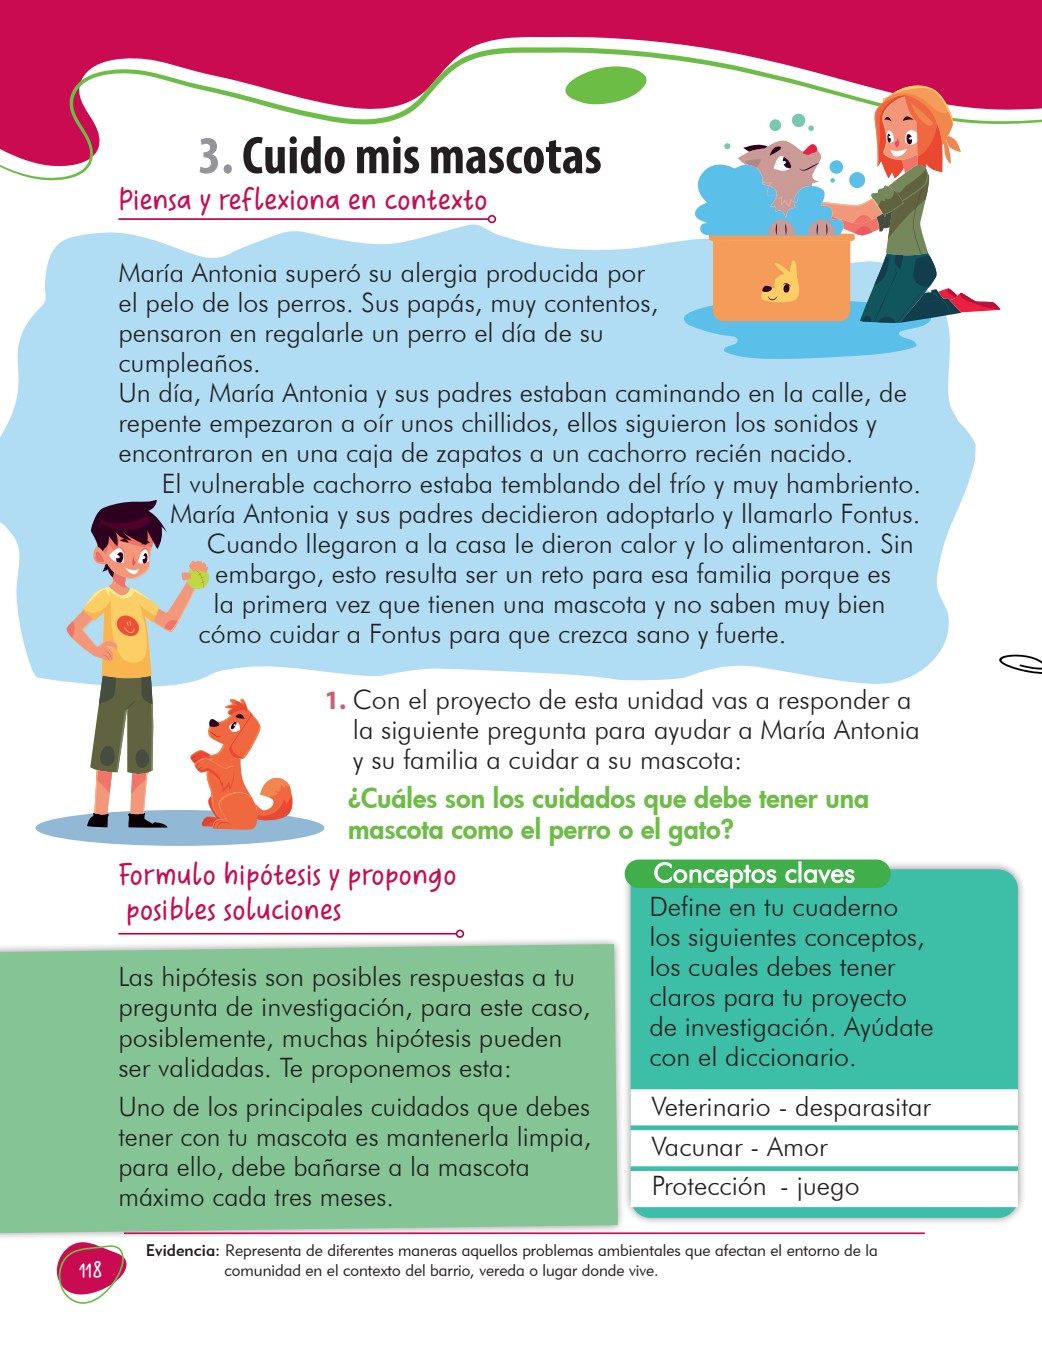 3. Cuido mis mascotas
Piensa y reflexiona en contexto
María Antonia superó su alergia producida por
el pelo de los perros. Sus papás, muy contentos,
pensaron en regalarle un perro el día de su
cumpleaños.
Un día, María Antonia y sus padres estaban caminando en la calle, de
repente empezaron a oír unos chillidos, ellos siguieron los sonidos y
encontraron en una caja de zapatos a un cachorro recién nacido.
El vulnerable cachorro estaba temblando del frío y muy hambriento.
María Antonia y sus padres decidieron adoptarlo y llamarlo Fontus.
Cuando llegaron a la casa le dieron calor y lo alimentaron. Sin
embargo, esto resulta ser un reto para esa familia porque es
la primera vez que tienen una mascota y no saben muy bien
cómo cuidar a Fontus para que crezca sano y fuerte.
1. Con el proyecto de esta unidad vas a responder a
la siguiente pregunta para ayudar a María Antonia
y su familia a cuidar a su mascota:
¿Cuáles son los cuidados que debe tener una
mascota como el perro o el gato?
Formulo hipótesis y propongo
posibles soluciones
Las hipótesis son posibles respuestas a tu
pregunta de investigación, para este caso,
posiblemente, muchas hipótesis pueden
ser validadas. Te proponemos esta:
Uno de los principales cuidados que debes
tener con tu mascota es mantenerla limpia,
para ello, debe bañarse a la mascota
máximo cada tres meses.
Conceptos claves
Define en tu cuaderno
los siguientes conceptos,
los cuales debes tener
claros para tu proyecto
de investigación. Ayúdate
con el diccionario.
Veterinario - desparasitar
Vacunar - Amor
Protección - juego
Evidencia: Representa de diferentes maneras aquellos problemas ambientales que afectan el entorno de la
comunidad en el contexto del barrio, vereda o lugar donde vive.
118